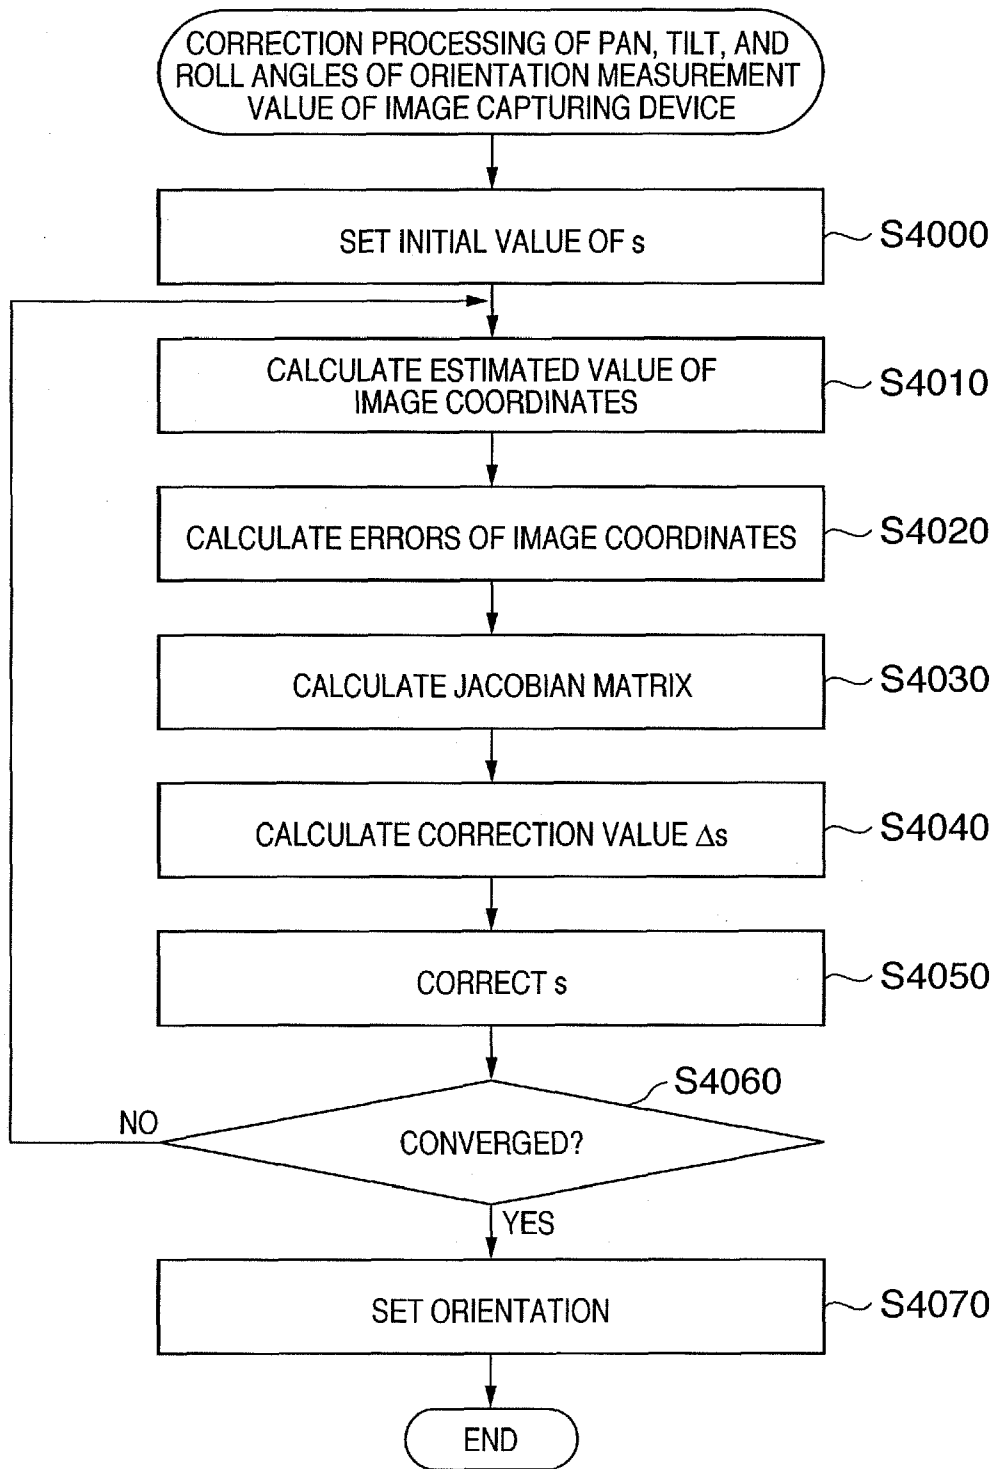 CORRECTION PROCESSING OF PAN, TILT, AND
ROLL ANGLES OF ORIENTATION MEASUREMENT
VALUE OF IMAGE CAPTURING DEVICE
SET INITIAL VALUE OF s
S4000
CALCULATE ESTIMATED VALUE OF
IMAGE COORDINATES
S4010
CALCULATE ERRORS OF IMAGE COORDINATES
S4020
CALCULATE JACOBIAN MATRIX
S4030
CALCULATE CORRECTION VALUE Δs
S4040
CORRECT s
S4050
S4060
NO
CONVERGED?
YES
SET ORIENTATION
S4070
END